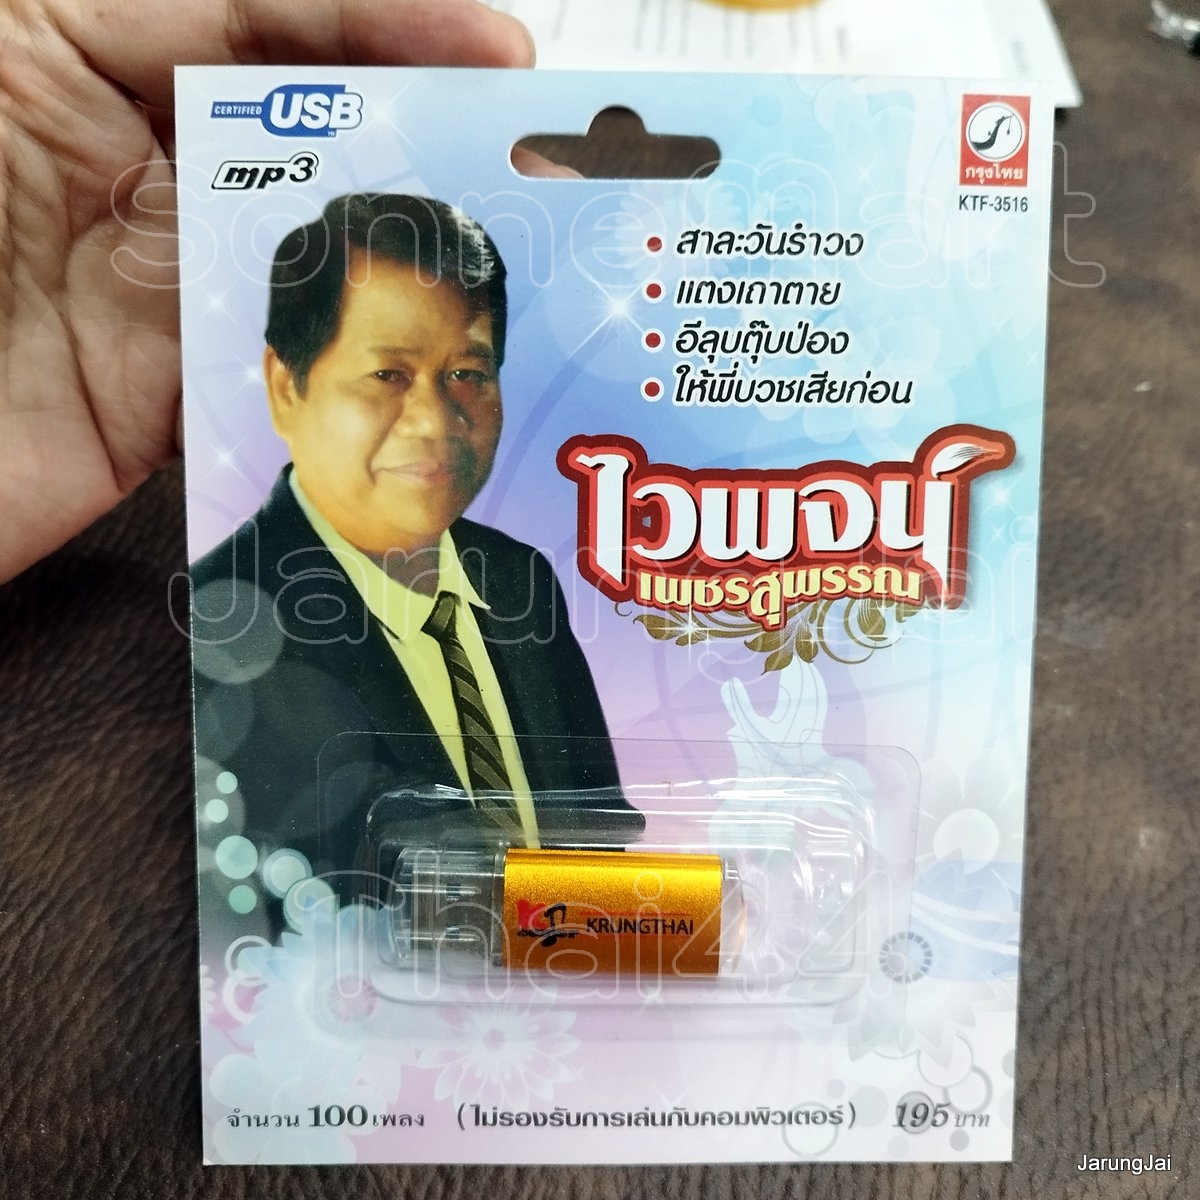 CERTIFIED USB
mp3
กรุงไทย
KTF-3516
• สาละวันรำวง
• แตงเถาตาย
• อีลุบตุ๊บป่อง
• ให้พี่บวชเสียก่อน
ไวพจน์
เพชรสุพรรณ
KRUNGTHAI
จำนวน 100 เพลง (ไม่รองรับการเล่นกับคอมพิวเตอร์) 195 บาท
Sonnemart
JarungJai
Thai44
JarungJai